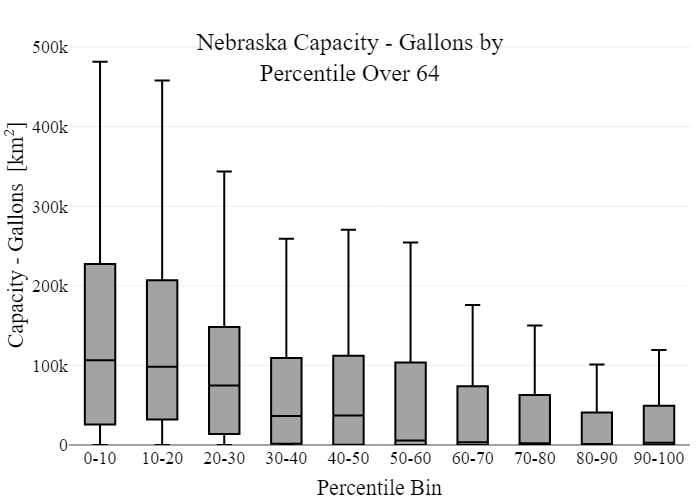 Nebraska Capacity - Gallons by
Percentile Over 64
Capacity - Gallons [km²]
500k
400k
300k
200k
100k
0
0-10 10-20 20-30 30-40 40-50 50-60 60-70 70-80 80-90 90-100
Percentile Bin